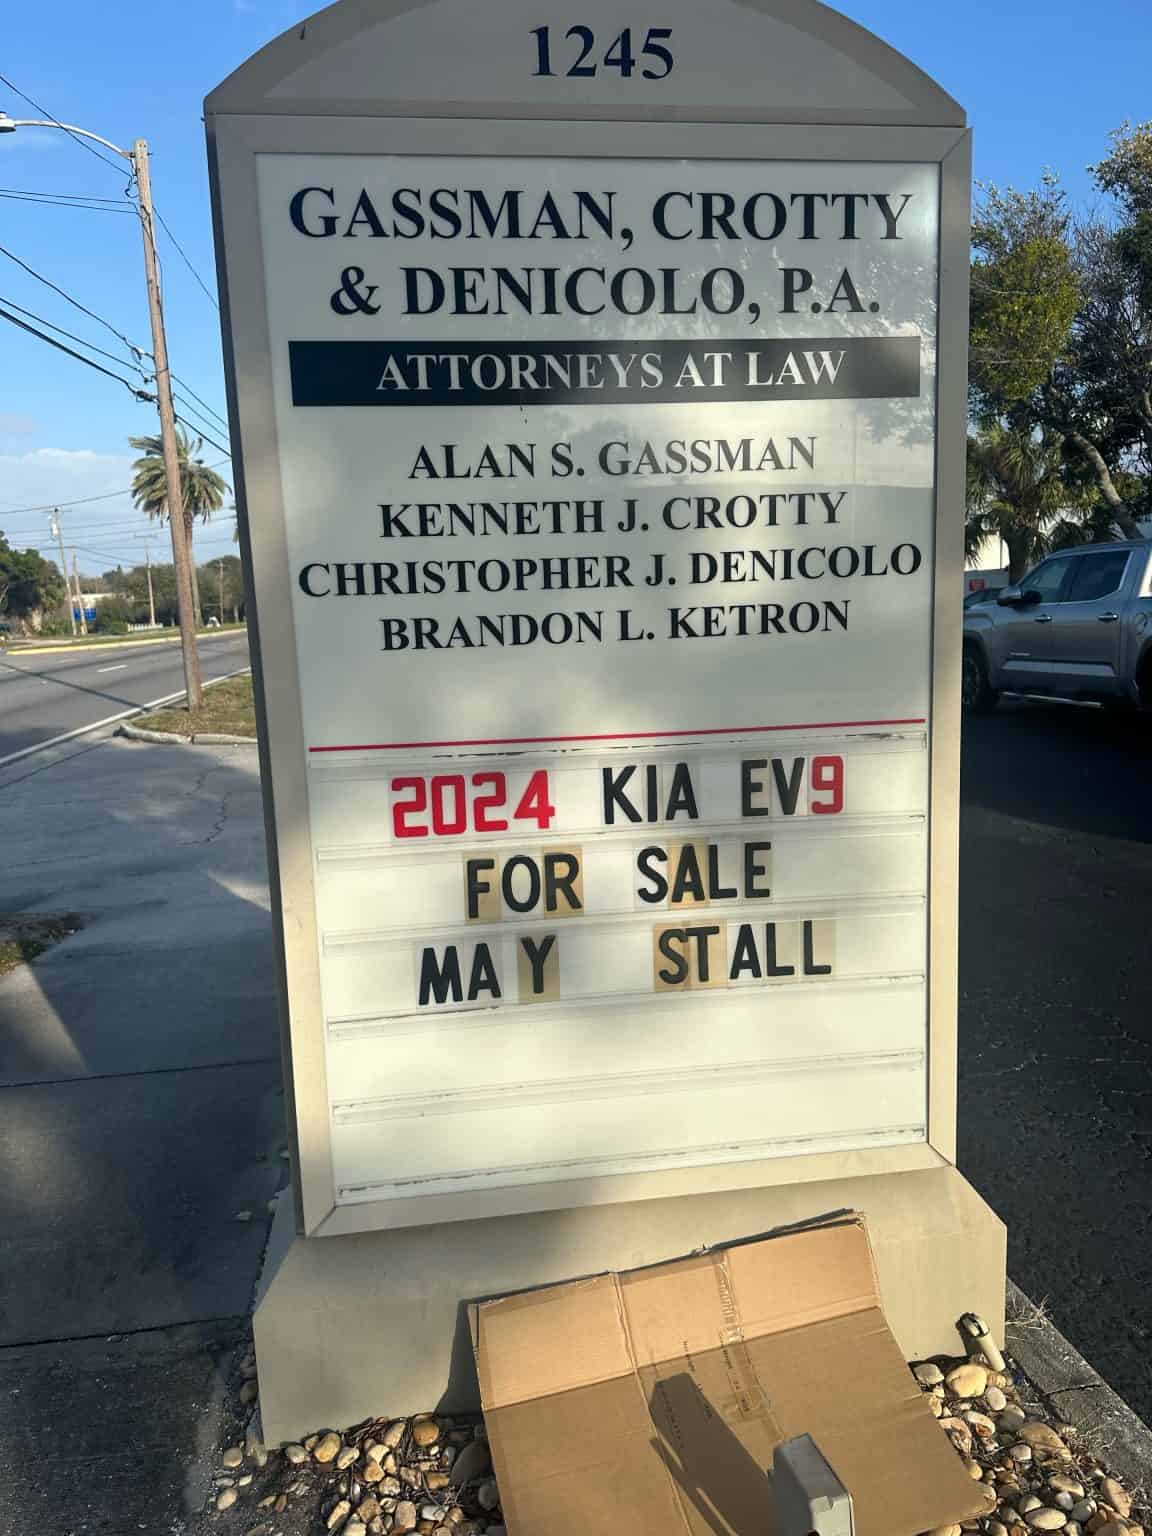 1245
GASSMAN, CROTTY
& DENICOLO, P.A.
ATTORNEYS AT LAW
ALAN S. GASSMAN
KENNETH J. CROTTY
CHRISTOPHER J. DENICOLO
BRANDON L. KETRON
2024 KIA EV9
FOR SALE
MAY STALL